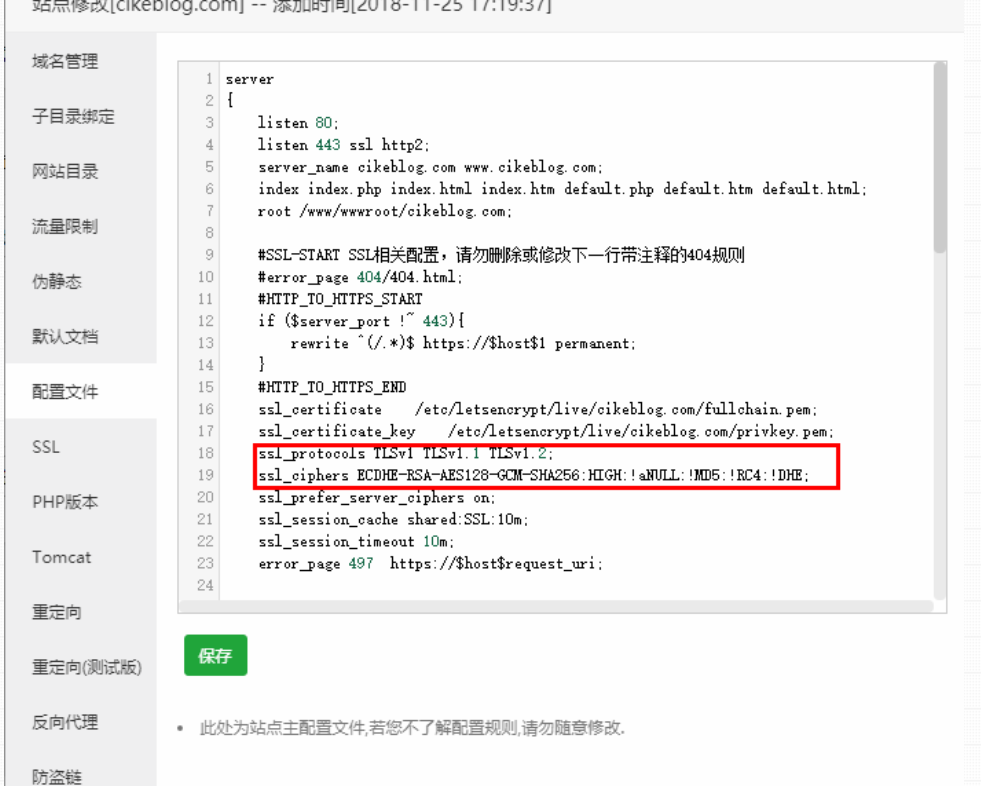 站点修改[cikeblog.com] -- 添加时间[2018-11-25 17:19:37]
域名管理
子目录绑定
网站目录
流量限制
伪静态
默认文档
配置文件
SSL
PHP版本
Tomcat
重定向
重定向(测试版)
反向代理
防盗链
1 server
2 {
3 listen 80;
4 listen 443 ssl http2;
5 server_name cikeblog.com www.cikeblog.com;
6 index index.php index.html index.htm default.php default.htm default.html;
7 root /www/wwwroot/cikeblog.com;
8
9 #SSL-START SSL相关配置，请勿删除或修改下一行带注释的404规则
10 #error_page 404/404.html;
11 #HTTP_TO_HTTPS_START
12 if ($server_port !~ 443){
13 rewrite ^(/.*)$ https://$host$1 permanent;
14 }
15 #HTTP_TO_HTTPS_END
16 ssl_certificate /etc/letsencrypt/live/cikeblog.com/fullchain.pem;
17 ssl_certificate_key /etc/letsencrypt/live/cikeblog.com/privkey.pem;
18 ssl_protocols TLSv1 TLSv1.1 TLSv1.2;
19 ssl_ciphers ECDHE-RSA-AES128-GCM-SHA256:HIGH:!aNULL:!MD5:!RC4:!DHE;
20 ssl_prefer_server_ciphers on;
21 ssl_session_cache shared:SSL:10m;
22 ssl_session_timeout 10m;
23 error_page 497 https://$host$request_uri;
24
保存
• 此处为站点主配置文件,若您不了解配置规则,请勿随意修改.